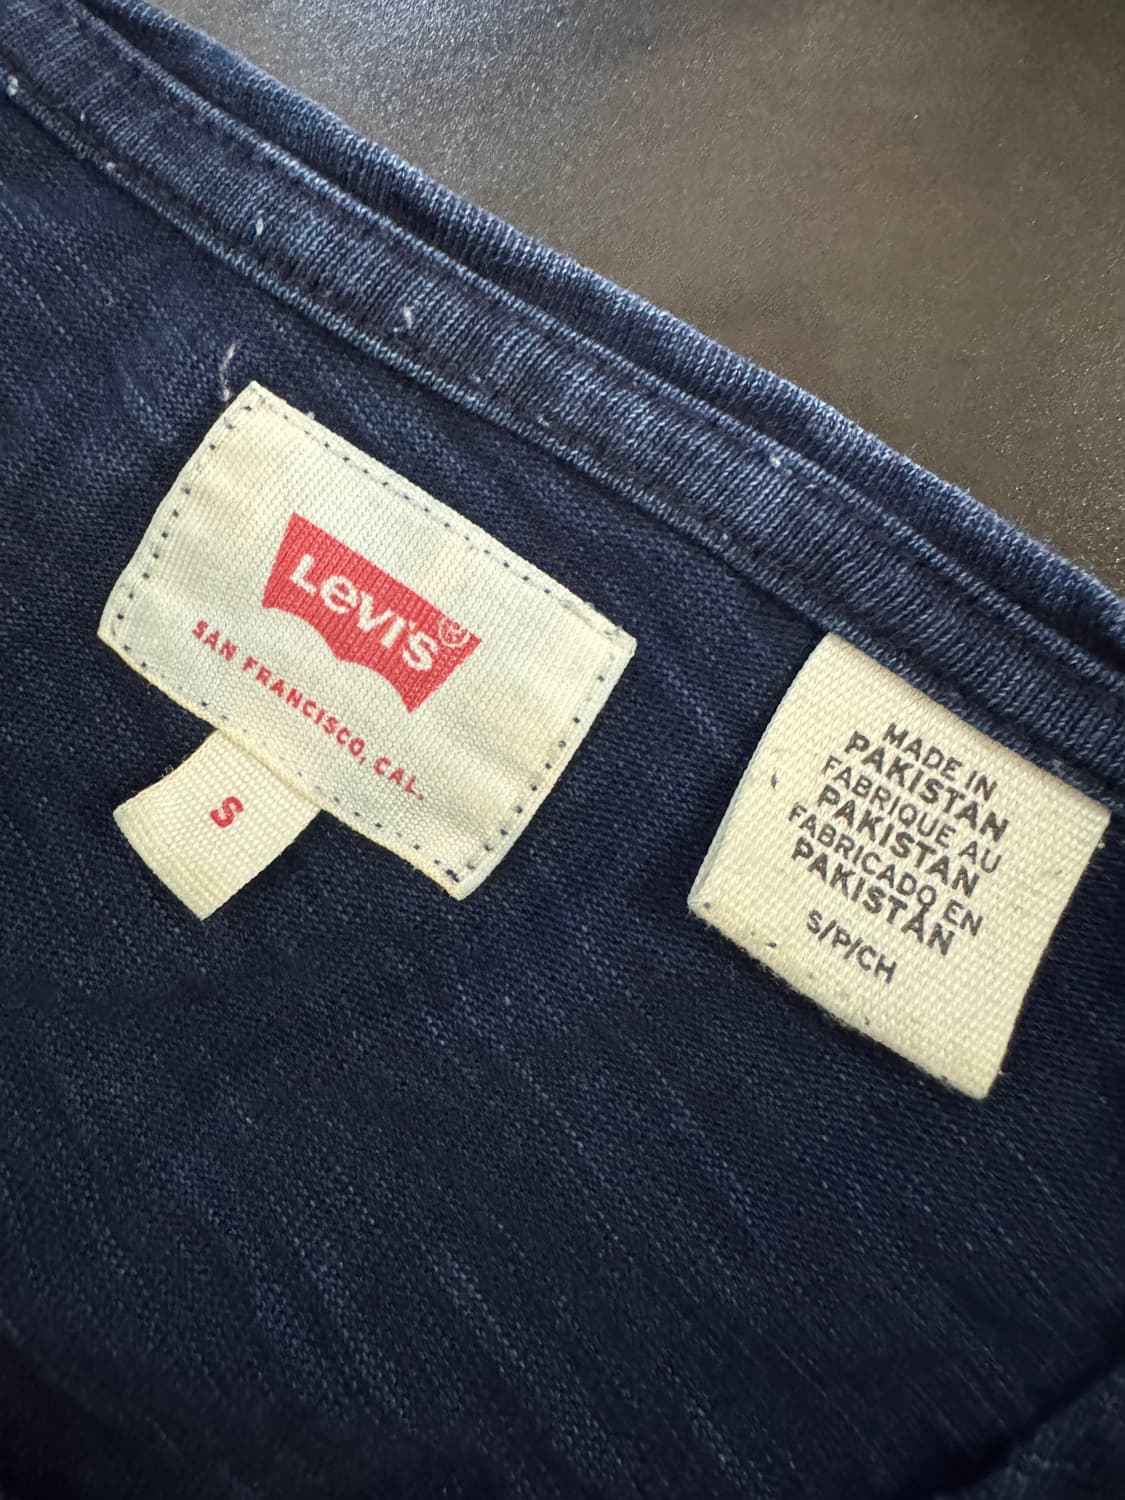 Levi's®
SAN FRANCISCO, CAL.
S
MADE IN
PAKISTAN
FABRIQUE AU
PAKISTAN
FABRICADO EN
PAKISTAN
S/P/CH